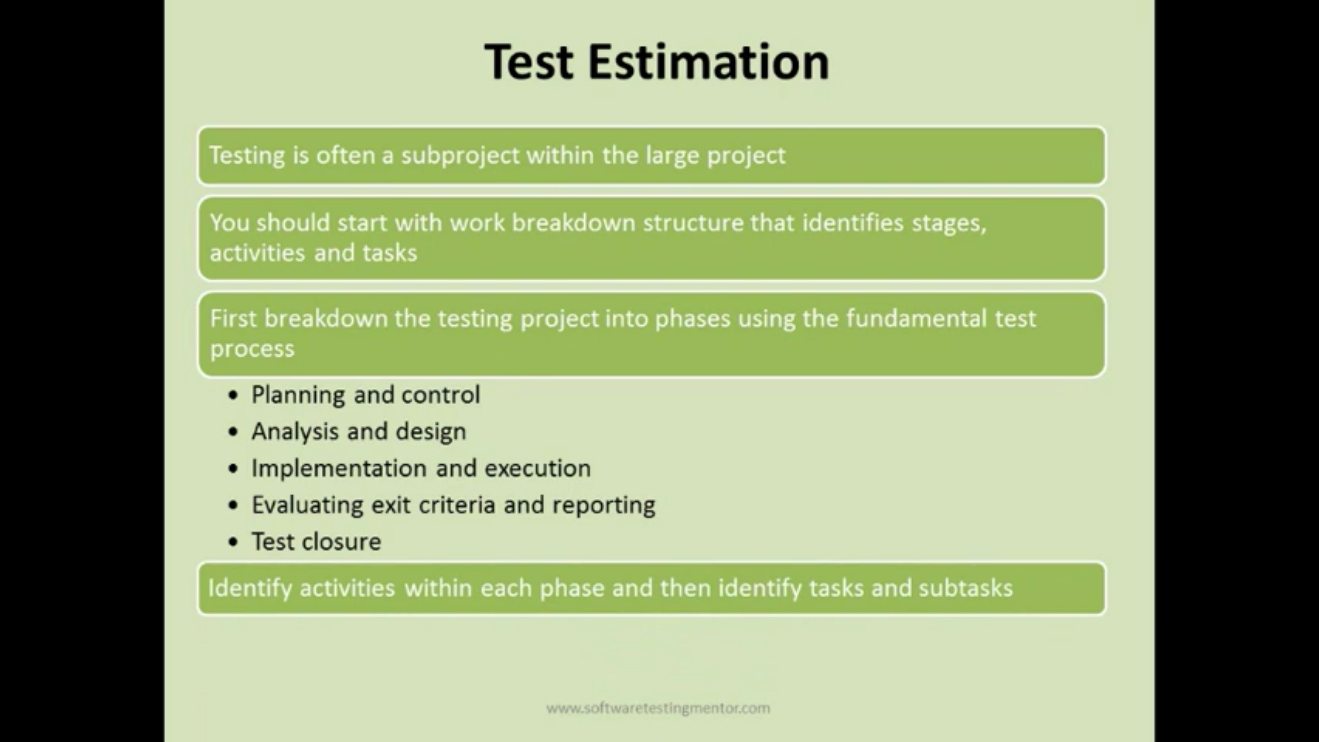 Test Estimation
Testing is often a subproject within the large project
You should start with work breakdown structure that identifies stages,
activities and tasks
First breakdown the testing project into phases using the fundamental test
process
• Planning and control
• Analysis and design
• Implementation and execution
• Evaluating exit criteria and reporting
• Test closure
Identify activities within each phase and then identify tasks and subtasks
www.softwaretestingmentor.com